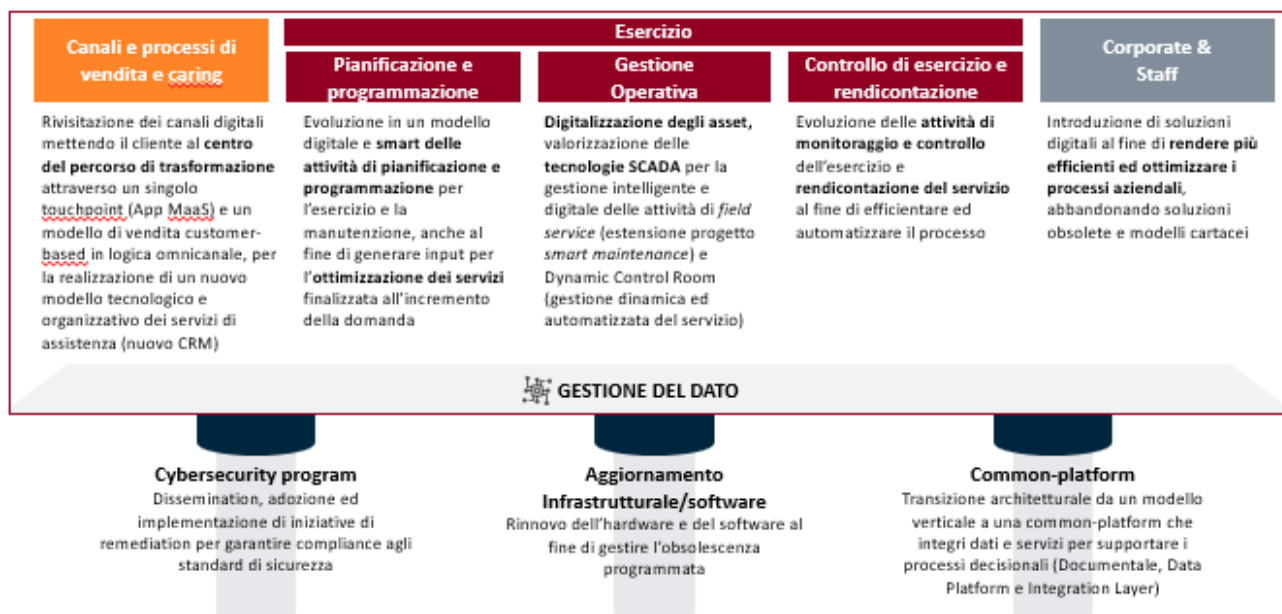 Canali e processi di
vendita e caring
Esercizio
Pianificazione e
programmazione
Gestione
Operativa
Controllo di esercizio e
rendicontazione
Corporate &
Staff
Rivisitazione dei canali digitali
mettendo il cliente al centro
del percorso di trasformazione
attraverso un singolo
touchpoint (App MaaS) e un
modello di vendita customer-
based in logica omnicanale, per
la realizzazione di un nuovo
modello tecnologico e
organizzativo dei servizi di
assistenza (nuovo CRM)
Evoluzione in un modello
digitale e smart delle
attività di pianificazione e
programmazione per
l'esercizio e la
manutenzione, anche al
fine di generare input per
l'ottimizzazione dei servizi
finalizzata all'incremento
della domanda
Digitalizzazione degli asset,
valorizzazione delle
tecnologie SCADA per la
gestione intelligente e
digitale delle attività di field
service (estensione progetto
smart maintenance) e
Dynamic Control Room
(gestione dinamica ed
automatizzata del servizio)
Evoluzione delle attività di
monitoraggio e controllo
dell'esercizio e
rendicontazione del servizio
al fine di efficientare ed
automatizzare il processo
Introduzione di soluzioni
digitali al fine di rendere più
efficienti ed ottimizzare i
processi aziendali,
abbandonando soluzioni
obsolete e modelli cartacei
GESTIONE DEL DATO
Cybersecurity program
Dissemination, adozione ed
implementazione di iniziative di
remediation per garantire compliance agli
standard di sicurezza
Aggiornamento
Infrastrutturale/software
Rinnovo dell'hardware e del software al
fine di gestire l'obsolescenza
programmata
Common-platform
Transizione architetturale da un modello
verticale a una common-platform che
integri dati e servizi per supportare i
processi decisionali (Documentale, Data
Platform e Integration Layer)